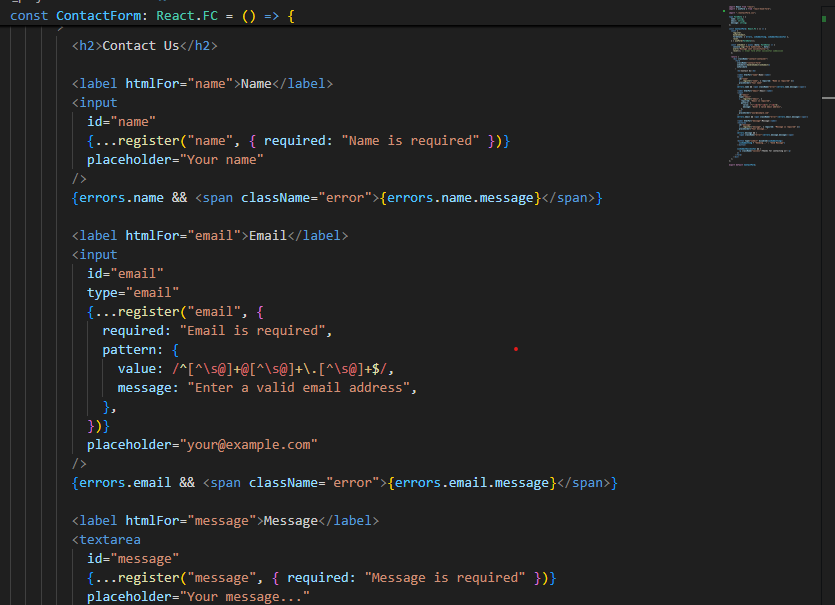 const ContactForm: React.FC = () => {
<h2>Contact Us</h2>
<label htmlFor="name">Name</label>
<input
id="name"
{...register("name", { required: "Name is required" })}
placeholder="Your name"
/>
{errors.name && <span className="error">{errors.name.message}</span>}
<label htmlFor="email">Email</label>
<input
id="email"
type="email"
{...register("email", {
required: "Email is required",
pattern: {
value: /^[^\s@]+@[^\s@]+\.[^\s@]+$/,
message: "Enter a valid email address",
},
})}
placeholder="your@example.com"
/>
{errors.email && <span className="error">{errors.email.message}</span>}
<label htmlFor="message">Message</label>
<textarea
id="message"
{...register("message", { required: "Message is required" })}
placeholder="Your message..."